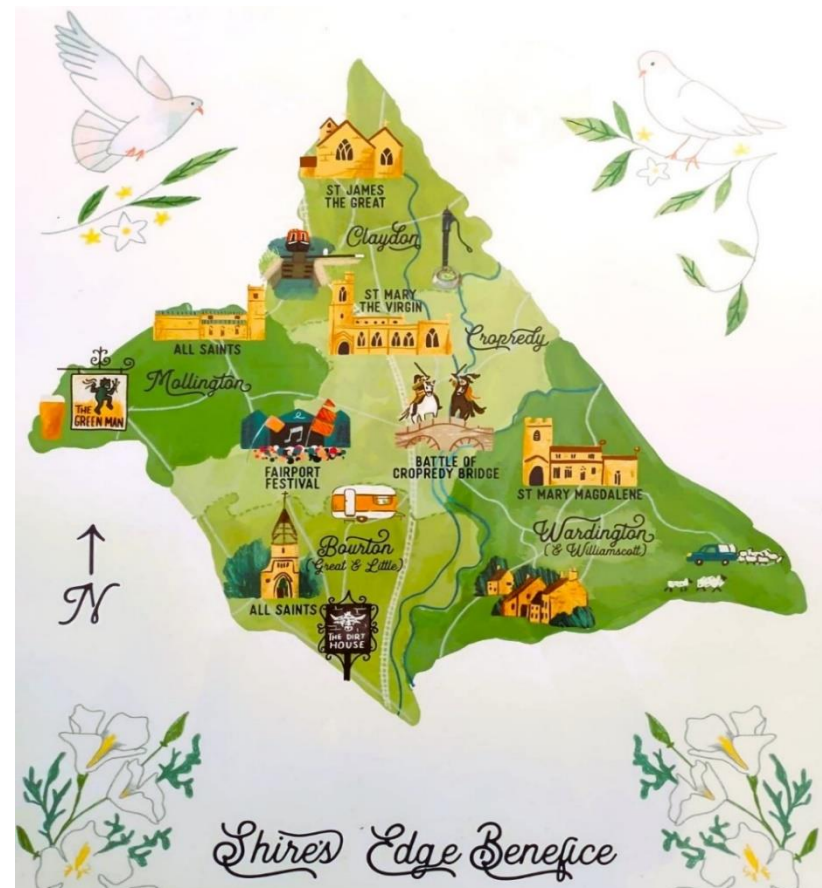 ST JAMES
THE GREAT
Claydon
ST MARY
THE VIRGIN
Cropredy
ALL SAINTS
Mollington
THE
GREEN MAN
FAIRPORT
FESTIVAL
BATTLE OF
CROPREDY BRIDGE
ST MARY MAGDALENE
Wardington
(& Williamscott)
Bourton
(Great & Little)
N
ALL SAINTS
THE DIRT
HOUSE
Shire's Edge Benefice